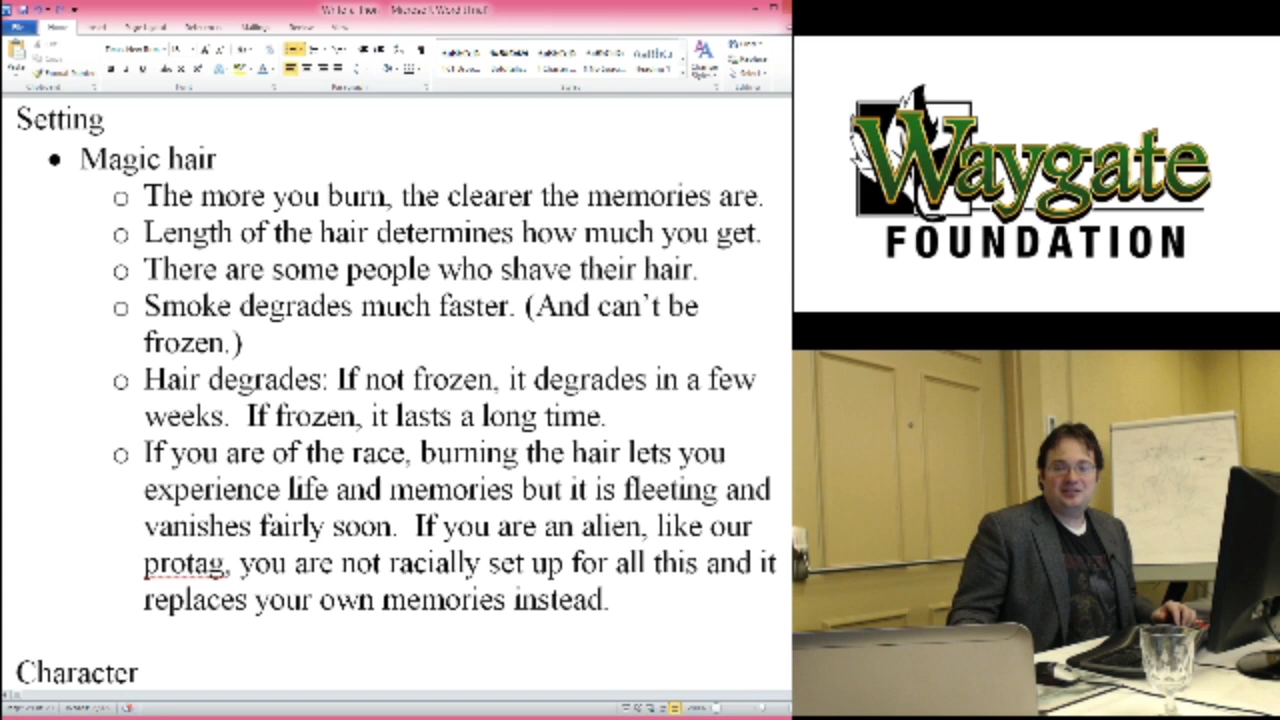 Microsoft Word
Setting
• Magic hair
o The more you burn, the clearer the memories are.
o Length of the hair determines how much you get.
o There are some people who shave their hair.
o Smoke degrades much faster. (And can't be
frozen.)
o Hair degrades: If not frozen, it degrades in a few
weeks. If frozen, it lasts a long time.
o If you are of the race, burning the hair lets you
experience life and memories but it is fleeting and
vanishes fairly soon. If you are an alien, like our
protag, you are not racially set up for all this and it
replaces your own memories instead.
Character
Waygate
FOUNDATION